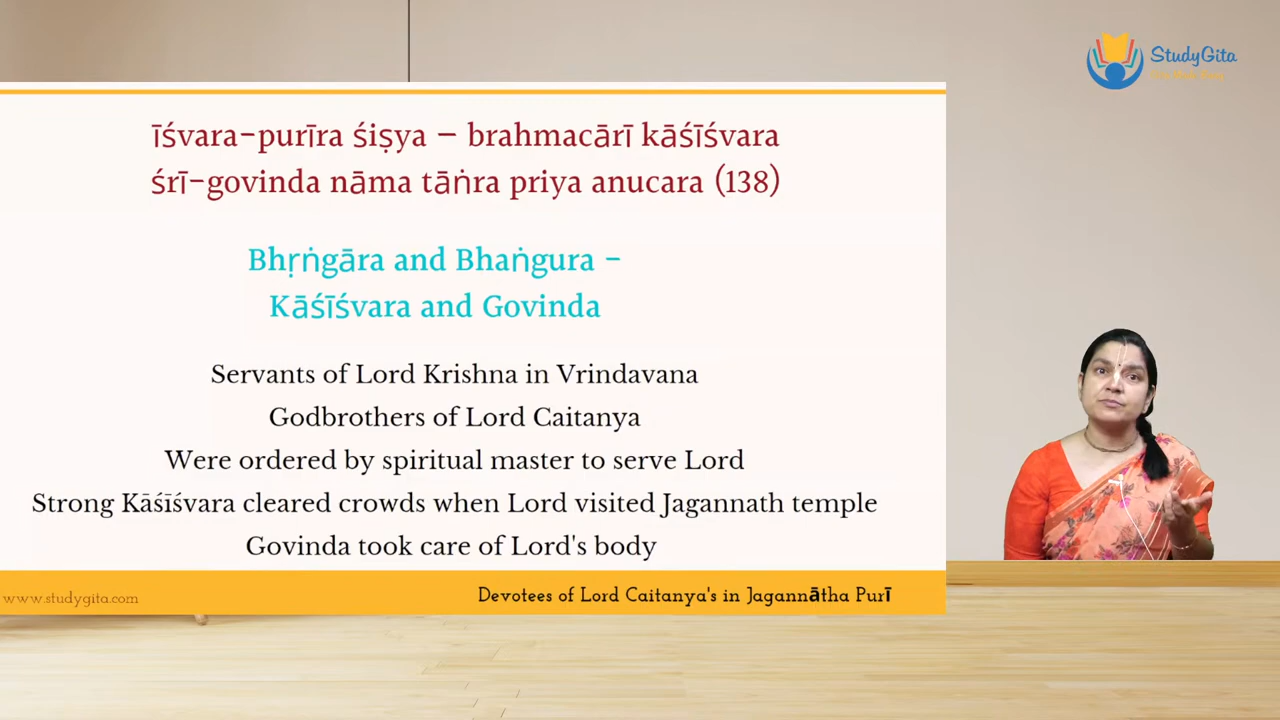 īśvara-purīra śiṣya – brahmacārī kāśīśvara
śrī-govinda nāma tāṅra priya anucara (138)
Bhṛṅgāra and Bhaṅgura -
Kāśīśvara and Govinda
Servants of Lord Krishna in Vrindavana
Godbrothers of Lord Caitanya
Were ordered by spiritual master to serve Lord
Strong Kāśīśvara cleared crowds when Lord visited Jagannath temple
Govinda took care of Lord's body
www.studygita.com
Devotees of Lord Caitanya's in Jagannātha Purī
StudyGita